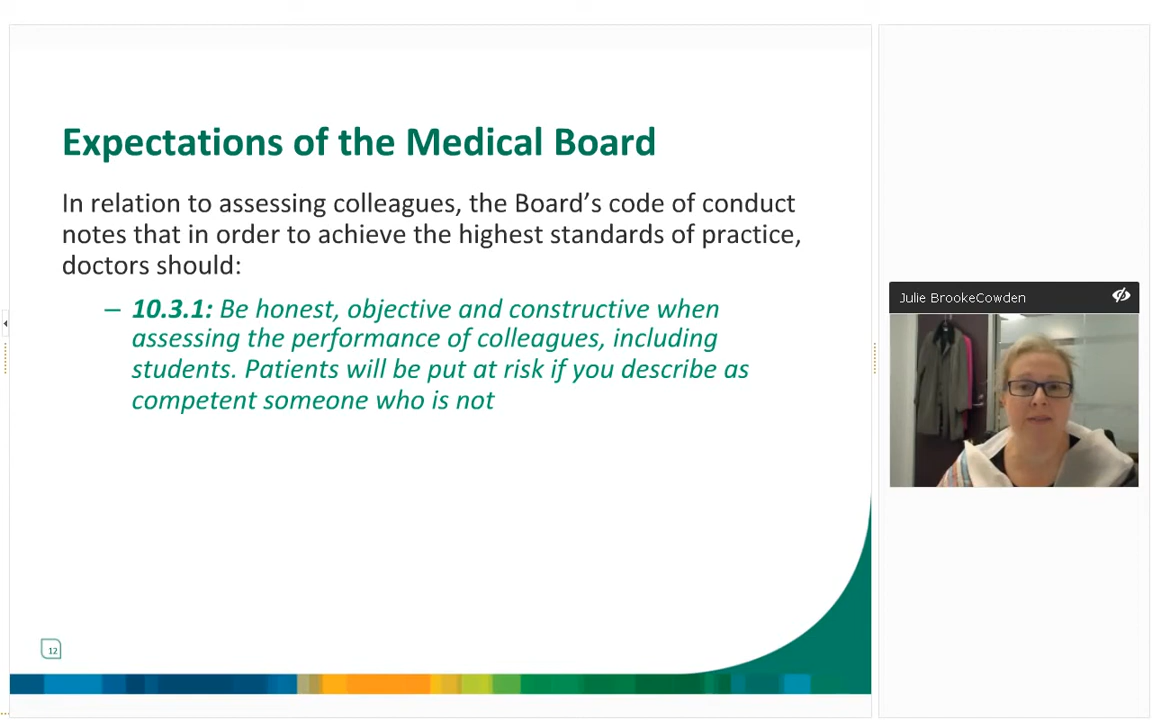 Expectations of the Medical Board
In relation to assessing colleagues, the Board’s code of conduct
notes that in order to achieve the highest standards of practice,
doctors should:
– 10.3.1: Be honest, objective and constructive when
assessing the performance of colleagues, including
students. Patients will be put at risk if you describe as
competent someone who is not
12
Julie BrookeCowden